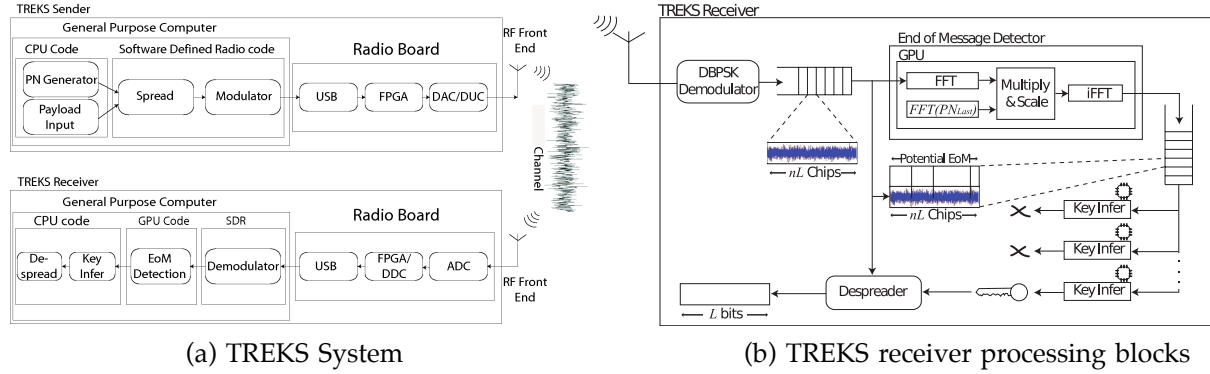 TREKS Sender
General Purpose Computer
CPU Code
Software Defined Radio code
PN Generator
Payload
Input
Spread
Modulator
Radio Board
USB
FPGA
DAC/DUC
RF Front
End
Channel
TREKS Receiver
General Purpose Computer
CPU code
GPU Code
SDR
De-
spread
Key
Infer
EoM
Detection
Demodulator
Radio Board
USB
FPGA/
DDC
ADC
RF Front
End
(a) TREKS System
TREKS Receiver
DBPSK
Demodulator
nL Chips
End of Message Detector
GPU
FFT
FFT(PNLast)
Multiply
& Scale
iFFT
Potential EoM
nL Chips
Key Infer
Key Infer
Key Infer
Despreader
L bits
(b) TREKS receiver processing blocks